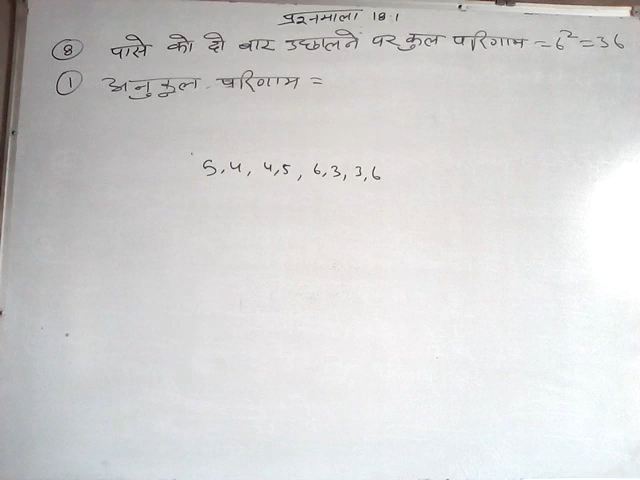 प्रश्नमाला 18.1
⑧ पासे को दो बार उछालने पर कुल परिणाम = 6² = 36
① अनुकूल परिणाम =
5,4, 4,5, 6,3, 3,6